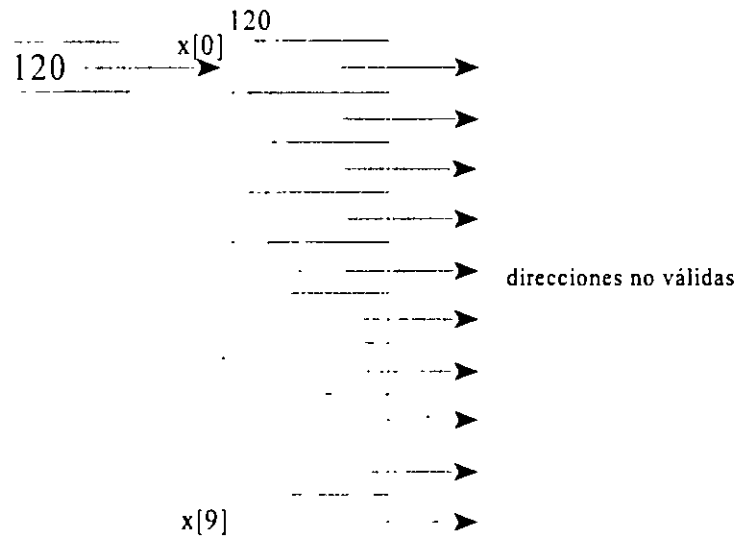 120
x[0]
120
direcciones no válidas
x[9]